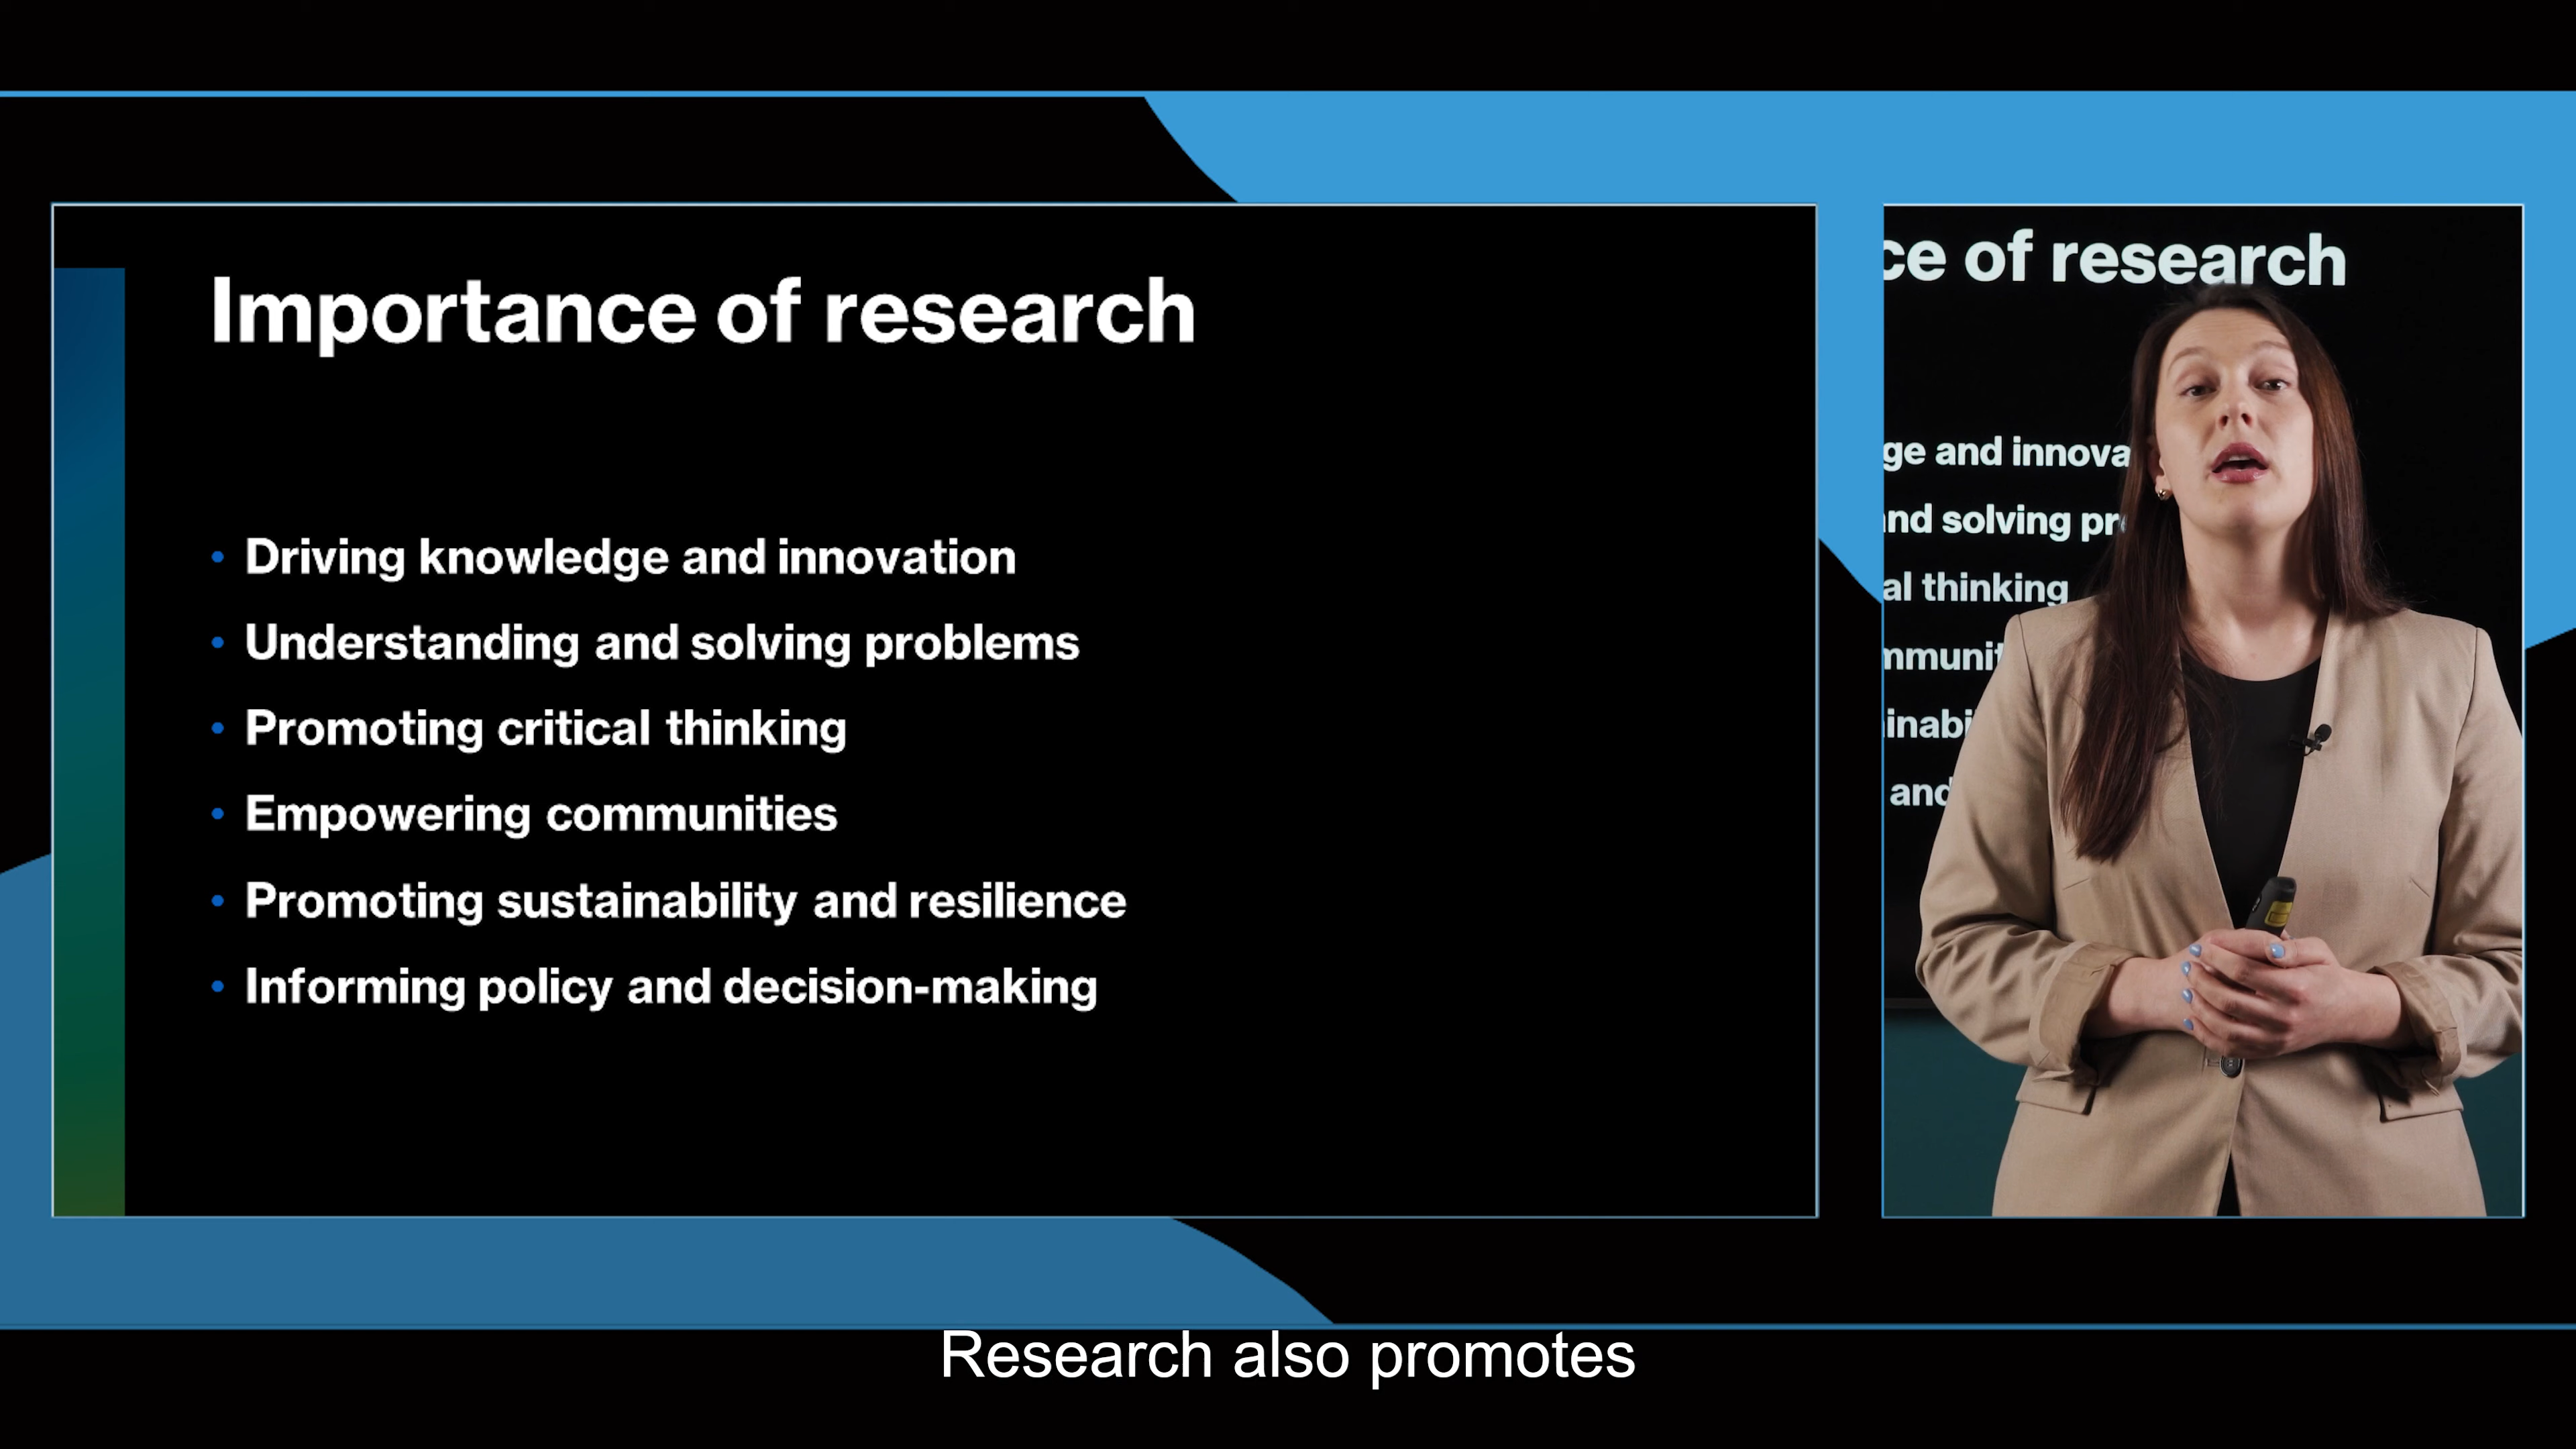 Importance of research
Driving knowledge and innovation
Understanding and solving problems
Promoting critical thinking
Empowering communities
Promoting sustainability and resilience
Informing policy and decision-making
ce of research
ge and innova
nd solving pr
al thinking
mmunit
inabi
and
Research also promotes